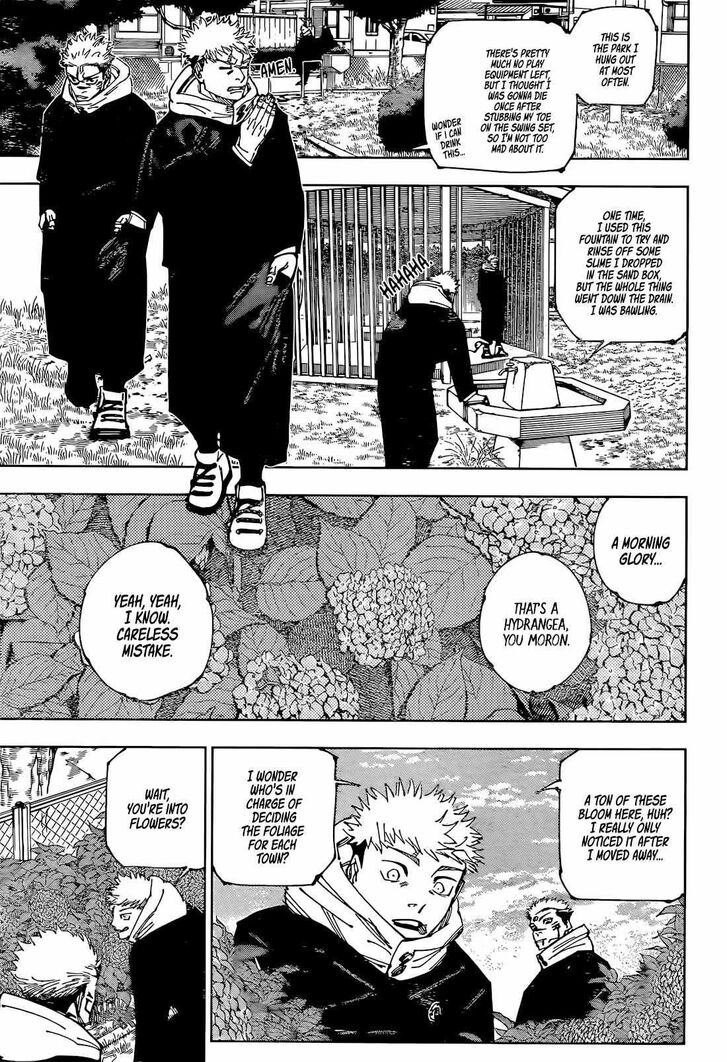 THIS IS
THE PARK I
HUNG OUT
AT MOST
OFTEN.
THERE'S PRETTY
MUCH NO PLAY
EQUIPMENT LEFT,
BUT I THOUGHT I
WAS GONNA DIE
ONCE AFTER
STUBBING MY TOE
ON THE SWING SET,
SO I'M NOT TOO
MAD ABOUT IT.
AMEN.
WONDER
IF I CAN
DRINK
THIS...
ONE TIME,
I USED THIS
FOUNTAIN TO TRY AND
RINSE OFF SOME
SLIME I DROPPED
IN THE SAND BOX,
BUT THE WHOLE THING
WENT DOWN THE DRAIN.
I WAS BAWLING.
HAHAHA
A MORNING
GLORY...
THAT'S A
HYDRANGEA,
YOU MORON.
YEAH, YEAH,
I KNOW.
CARELESS
MISTAKE.
A TON OF THESE
BLOOM HERE, HUH?
I REALLY ONLY
NOTICED IT AFTER
I MOVED AWAY...
I WONDER
WHO'S IN
CHARGE OF
DECIDING
THE FOLIAGE
FOR EACH
TOWN?
WAIT,
YOU'RE INTO
FLOWERS?